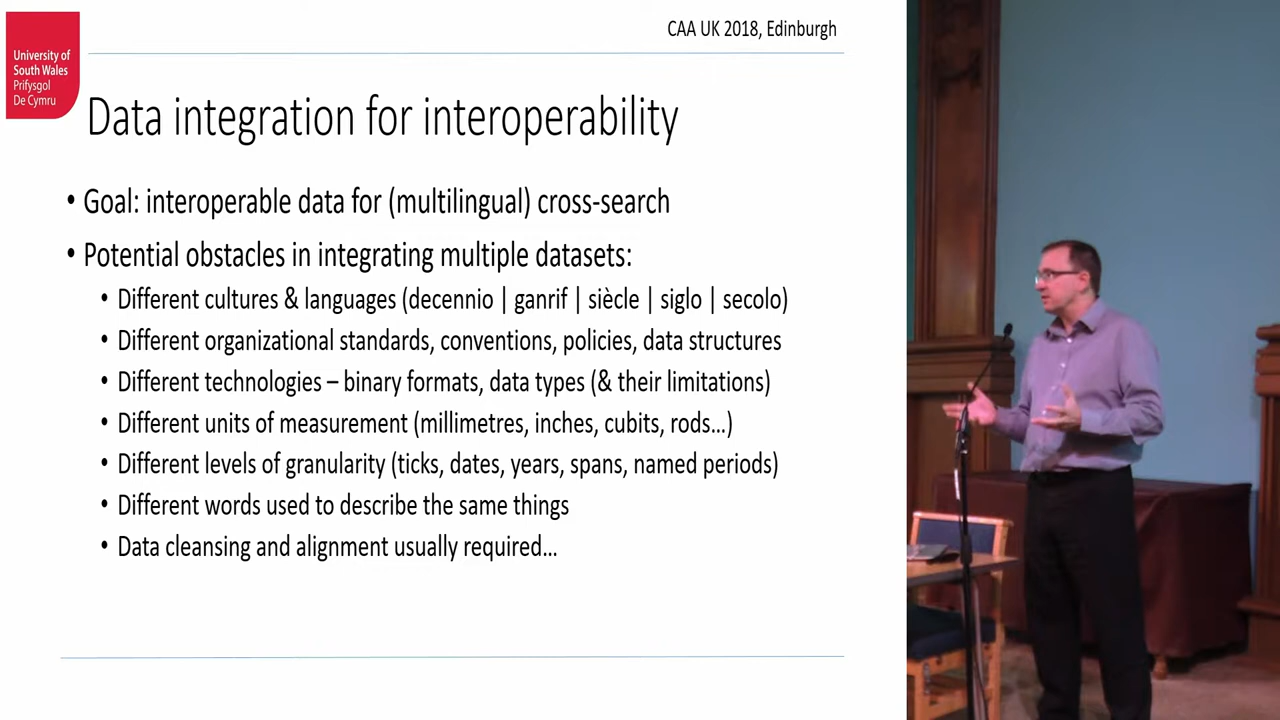 CAA UK 2018, Edinburgh
University of
South Wales
Prifysgol
De Cymru
Data integration for interoperability
• Goal: interoperable data for (multilingual) cross-search
• Potential obstacles in integrating multiple datasets:
• Different cultures & languages (decennio | ganrif | siècle | siglo | secolo)
• Different organizational standards, conventions, policies, data structures
• Different technologies – binary formats, data types (& their limitations)
• Different units of measurement (millimetres, inches, cubits, rods…)
• Different levels of granularity (ticks, dates, years, spans, named periods)
• Different words used to describe the same things
• Data cleansing and alignment usually required…